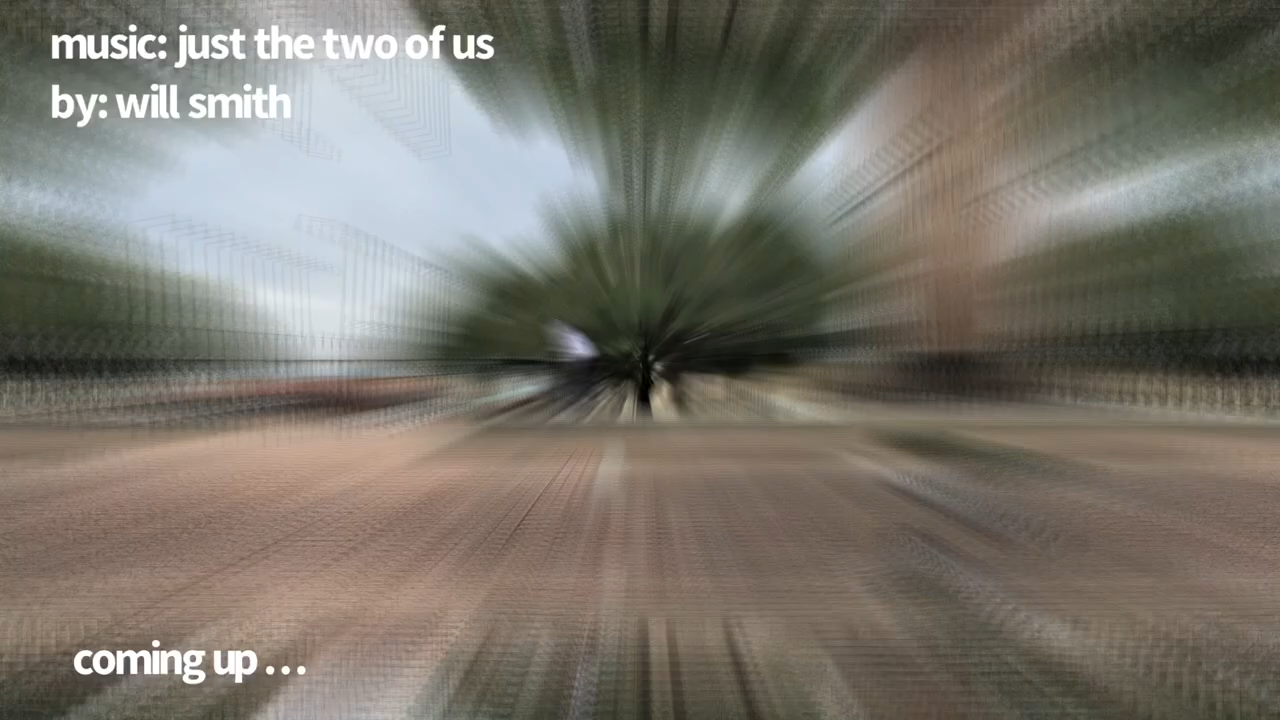 music: just the two of us
by: will smith
coming up . . .